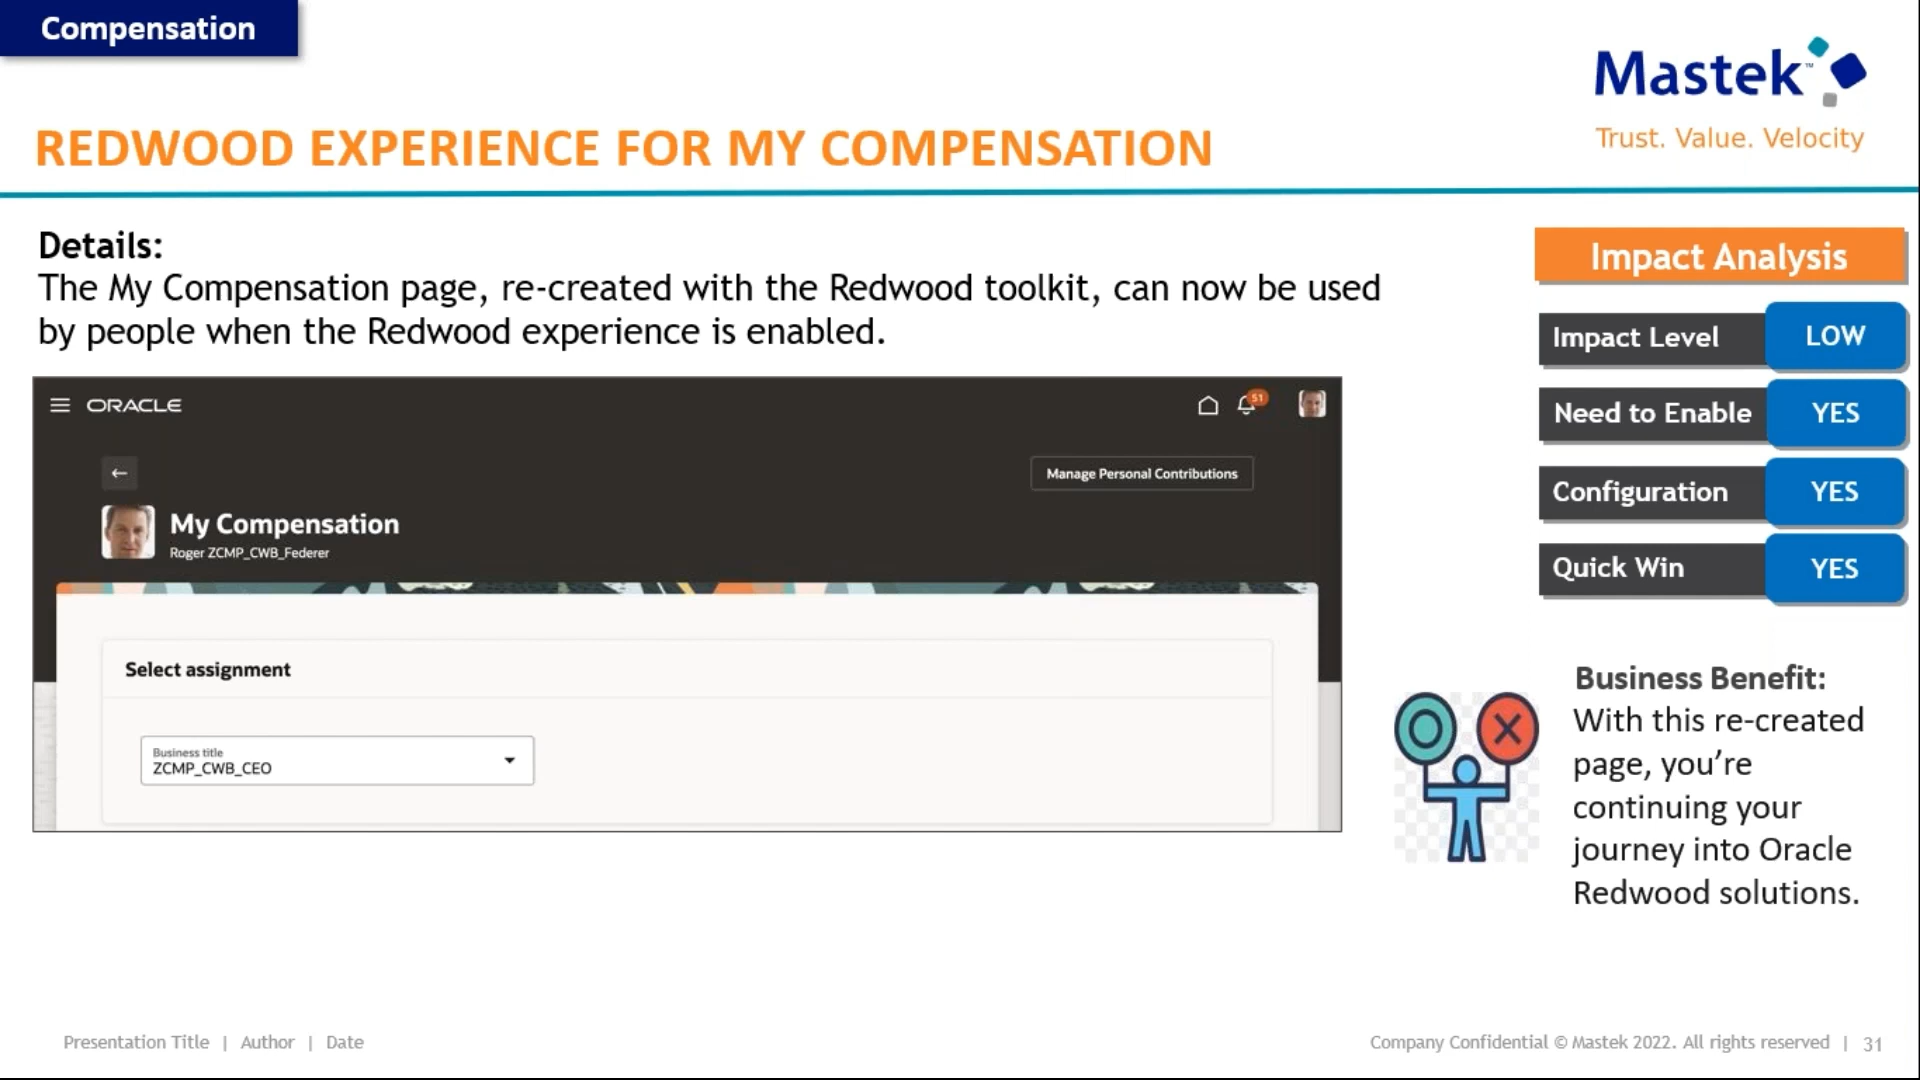 Compensation
Mastek™
Trust. Value. Velocity
REDWOOD EXPERIENCE FOR MY COMPENSATION
Details:
The My Compensation page, re-created with the Redwood toolkit, can now be used
by people when the Redwood experience is enabled.
ORACLE
51
Manage Personal Contributions
My Compensation
Roger ZCMP_CWB_Federer
Select assignment
Business title
ZCMP_CWB_CEO
Impact Analysis
Impact Level LOW
Need to Enable YES
Configuration YES
Quick Win YES
Business Benefit:
With this re-created
page, you're
continuing your
journey into Oracle
Redwood solutions.
Presentation Title | Author | Date
Company Confidential © Mastek 2022. All rights reserved | 31